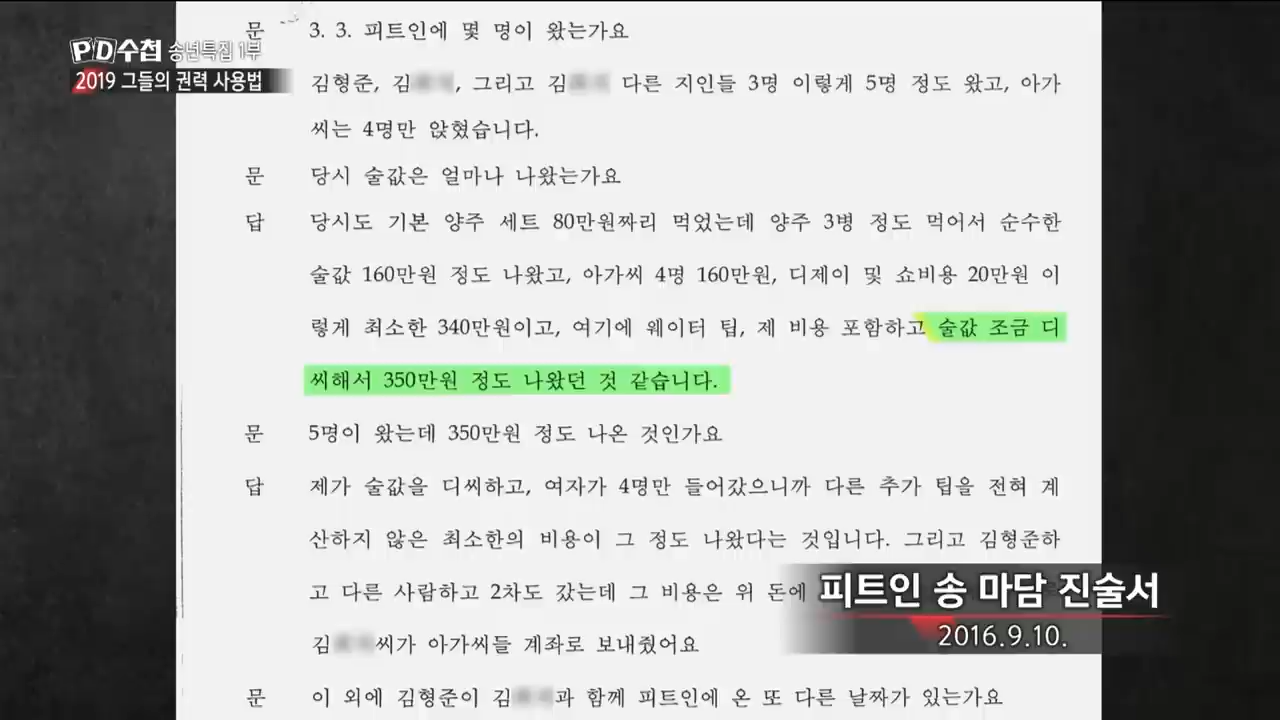 PD수첩 송년특집 1부
2019 그들의 권력 사용법
문 3. 3. 피트인에 몇 명이 왔는가요
김형준, 김, 그리고 김 다른 지인들 3명 이렇게 5명 정도 왔고, 아가
씨는 4명만 앉혔습니다.
문 당시 술값은 얼마나 나왔는가요
답 당시도 기본 양주 세트 80만원짜리 먹었는데 양주 3병 정도 먹어서 순수한
술값 160만원 정도 나왔고, 아가씨 4명 160만원, 디제이 및 쇼비용 20만원 이
렇게 최소한 340만원이고, 여기에 웨이터 팁, 제 비용 포함하고 술값 조금 디
씨해서 350만원 정도 나왔던 것 같습니다.
문 5명이 왔는데 350만원 정도 나온 것인가요
답 제가 술값을 디씨하고, 여자가 4명만 들어갔으니까 다른 추가 팁을 전혀 계
산하지 않은 최소한의 비용이 그 정도 나왔다는 것입니다. 그리고 김형준하
고 다른 사람하고 2차도 갔는데 그 비용은 위 돈에
김 씨가 아가씨들 계좌로 보내줬어요
문 이 외에 김형준이 김 과 함께 피트인에 온 또 다른 날짜가 있는가요
피트인 송 마담 진술서
2016.9.10.